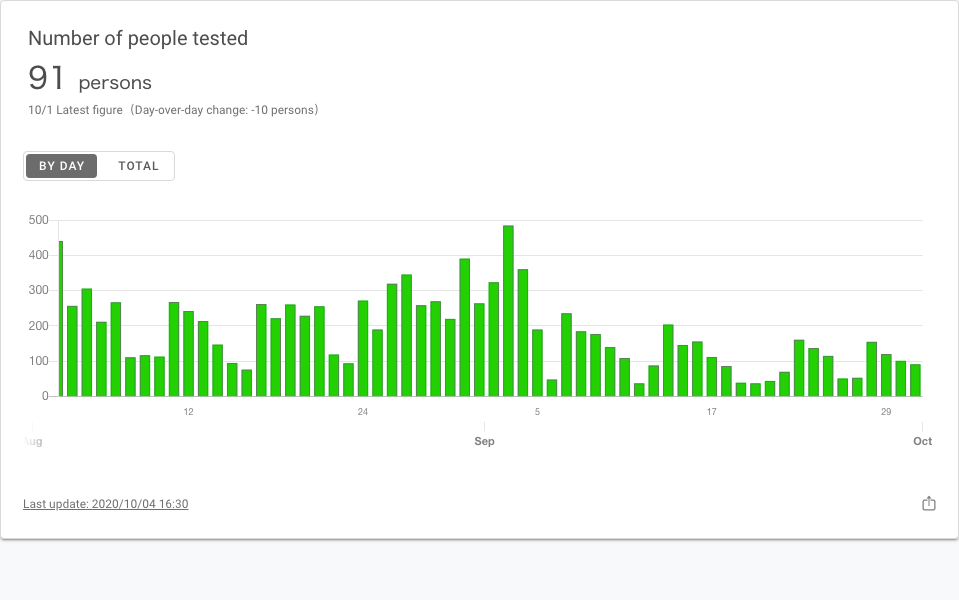 Number of people tested
91 persons
10/1 Latest figure（Day-over-day change: -10 persons）
BY DAY TOTAL
500
400
300
200
100
0
12 24 5 17 29
Sep Oct
Last update: 2020/10/04 16:30